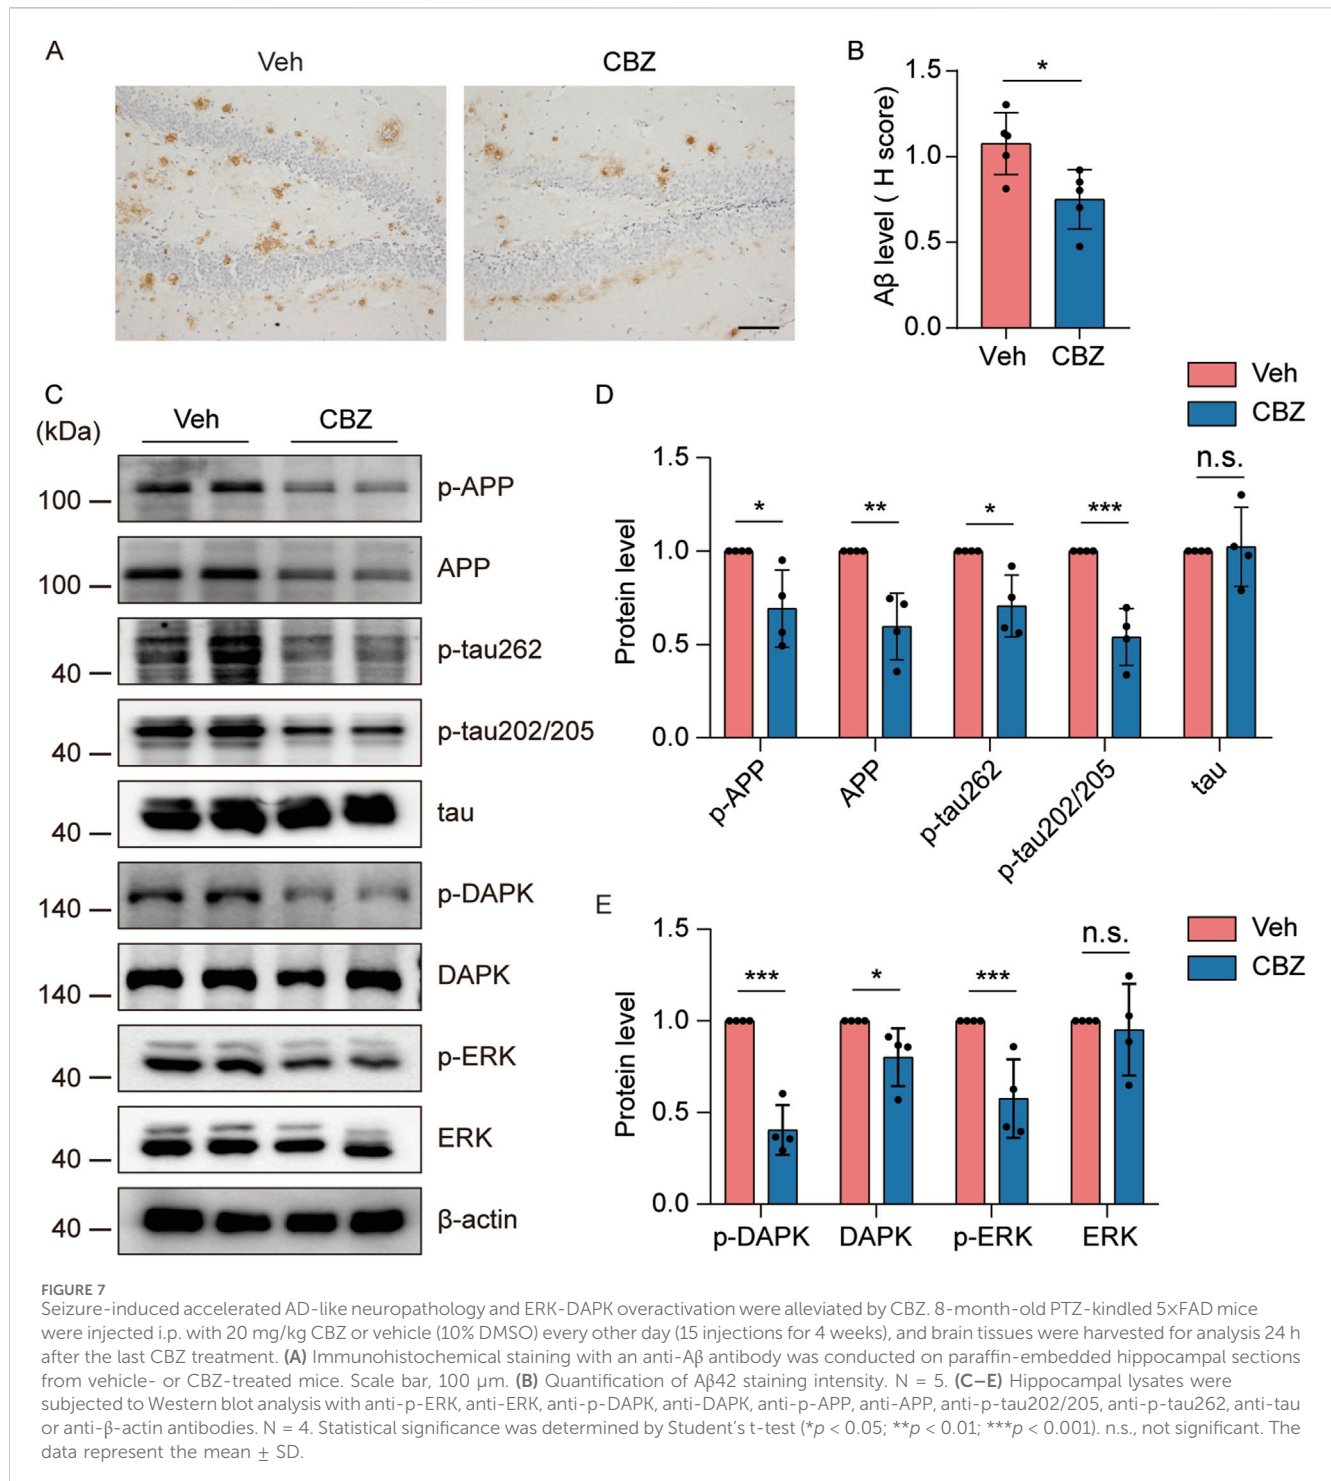 A
Veh
CBZ
B
*
1.5
1.0
0.5
0.0
Aβ level ( H score)
Veh
CBZ
Veh
CBZ
C
(kDa)
Veh
CBZ
100
p-APP
100
APP
40
p-tau262
40
p-tau202/205
40
tau
140
p-DAPK
140
DAPK
40
p-ERK
40
ERK
40
β-actin
D
1.5
1.0
0.5
0.0
Protein level
*
**
*
***
n.s.
p-APP
APP
p-tau262
p-tau202/205
tau
E
Veh
CBZ
1.5
1.0
0.5
0.0
Protein level
***
*
***
n.s.
p-DAPK
DAPK
p-ERK
ERK
FIGURE 7
Seizure-induced accelerated AD-like neuropathology and ERK-DAPK overactivation were alleviated by CBZ. 8-month-old PTZ-kindled 5×FAD mice
were injected i.p. with 20 mg/kg CBZ or vehicle (10% DMSO) every other day (15 injections for 4 weeks), and brain tissues were harvested for analysis 24 h
after the last CBZ treatment. (A) Immunohistochemical staining with an anti-Aβ antibody was conducted on paraffin-embedded hippocampal sections
from vehicle- or CBZ-treated mice. Scale bar, 100 μm. (B) Quantification of Aβ42 staining intensity. N = 5. (C–E) Hippocampal lysates were
subjected to Western blot analysis with anti-p-ERK, anti-ERK, anti-p-DAPK, anti-DAPK, anti-p-APP, anti-APP, anti-p-tau202/205, anti-p-tau262, anti-tau
or anti-β-actin antibodies. N = 4. Statistical significance was determined by Student's t-test (*p < 0.05; **p < 0.01; ***p < 0.001). n.s., not significant. The
data represent the mean ± SD.